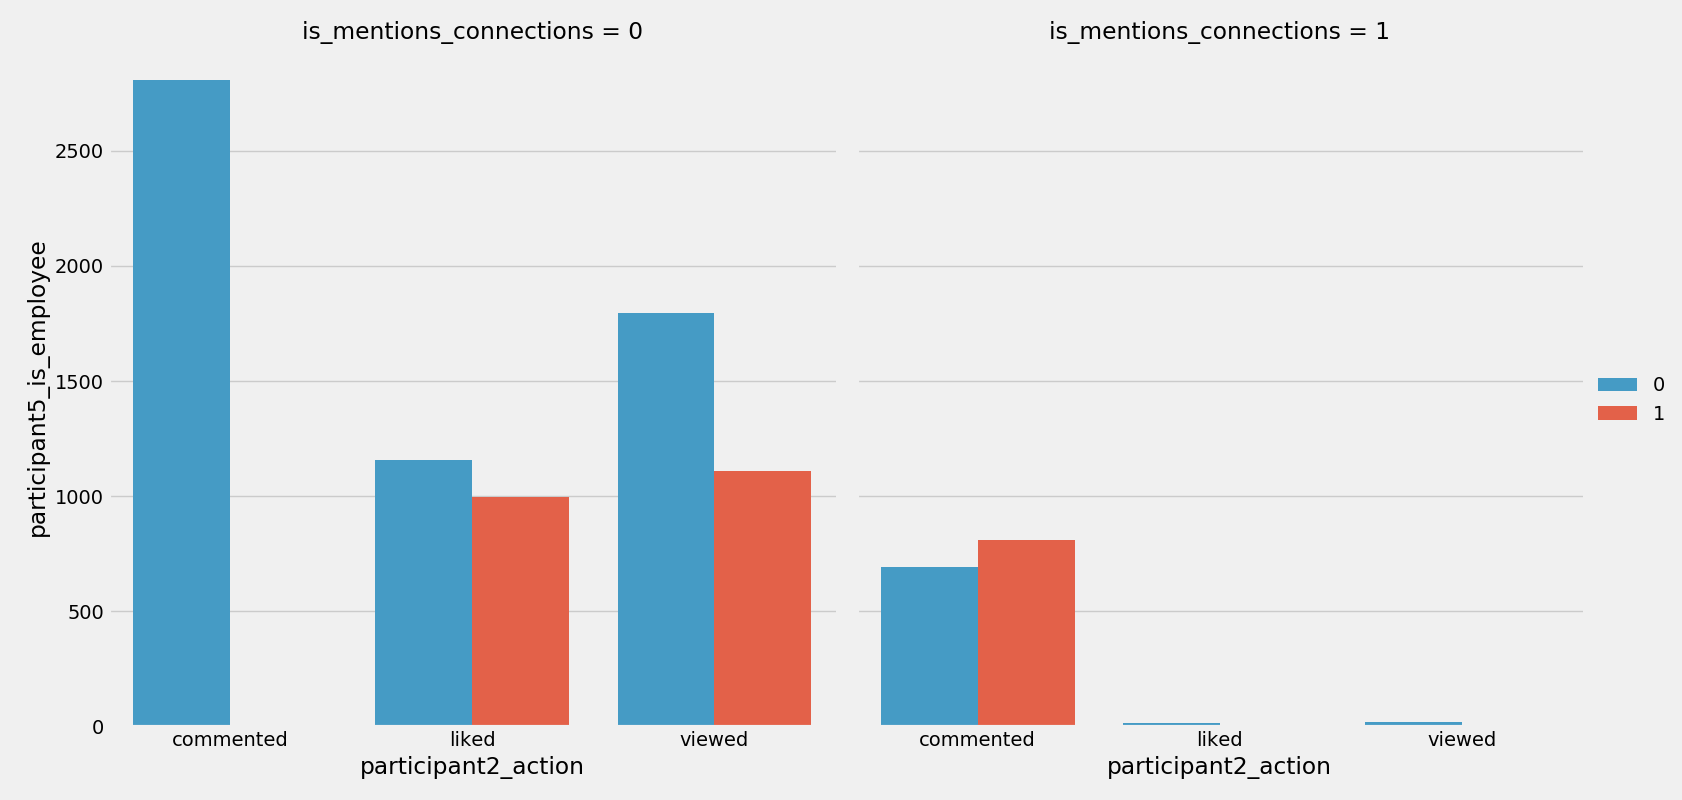 is_mentions_connections = 0
is_mentions_connections = 1
participant5_is_employee
2500
2000
1500
1000
500
0
commented
liked
viewed
commented
liked
viewed
participant2_action
participant2_action
0
1